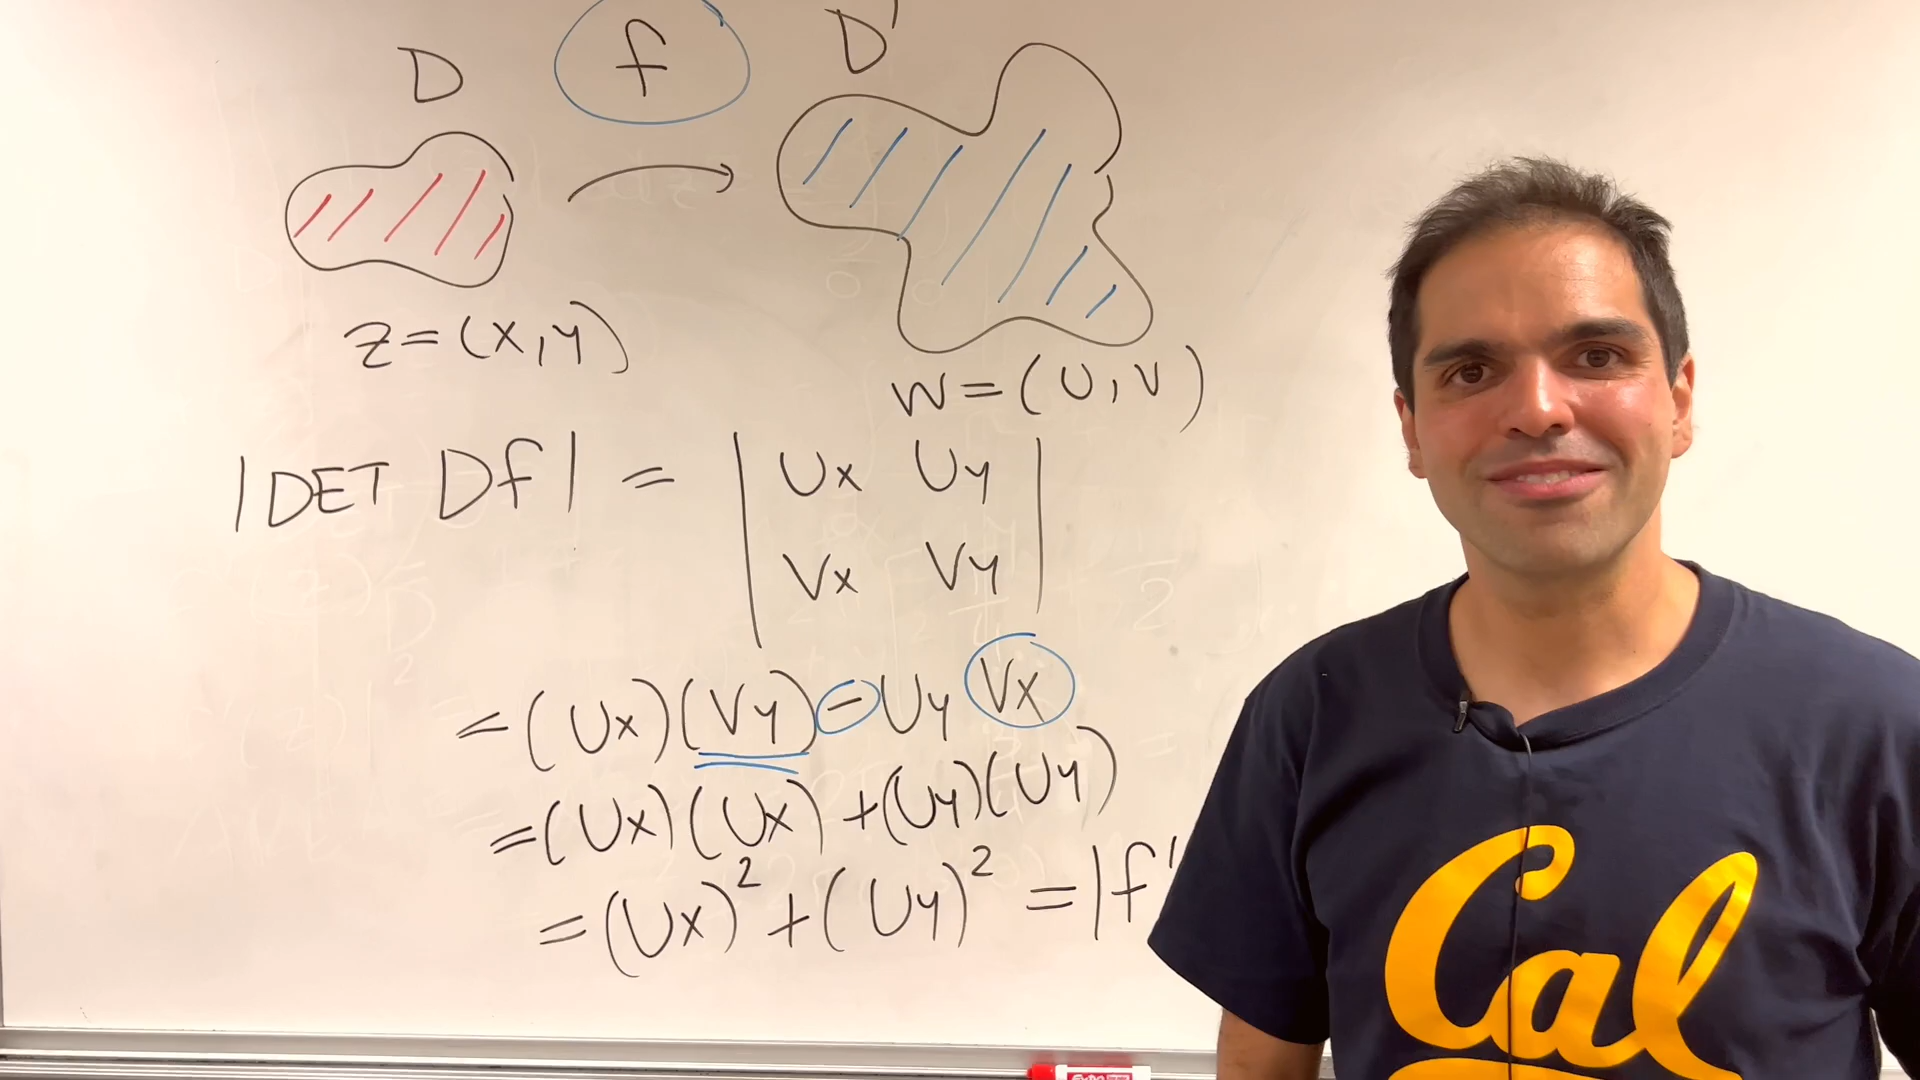 D f D'
z = (x, y)
w = (u, v)
|DET Df| = | Ux Uy
Vx Vy |
= (Ux)(Vy) - Uy Vx
= (Ux)(Ux) + (Uy)(Uy)
= (Ux)² + (Uy)² = |f'
Cal
EXPO